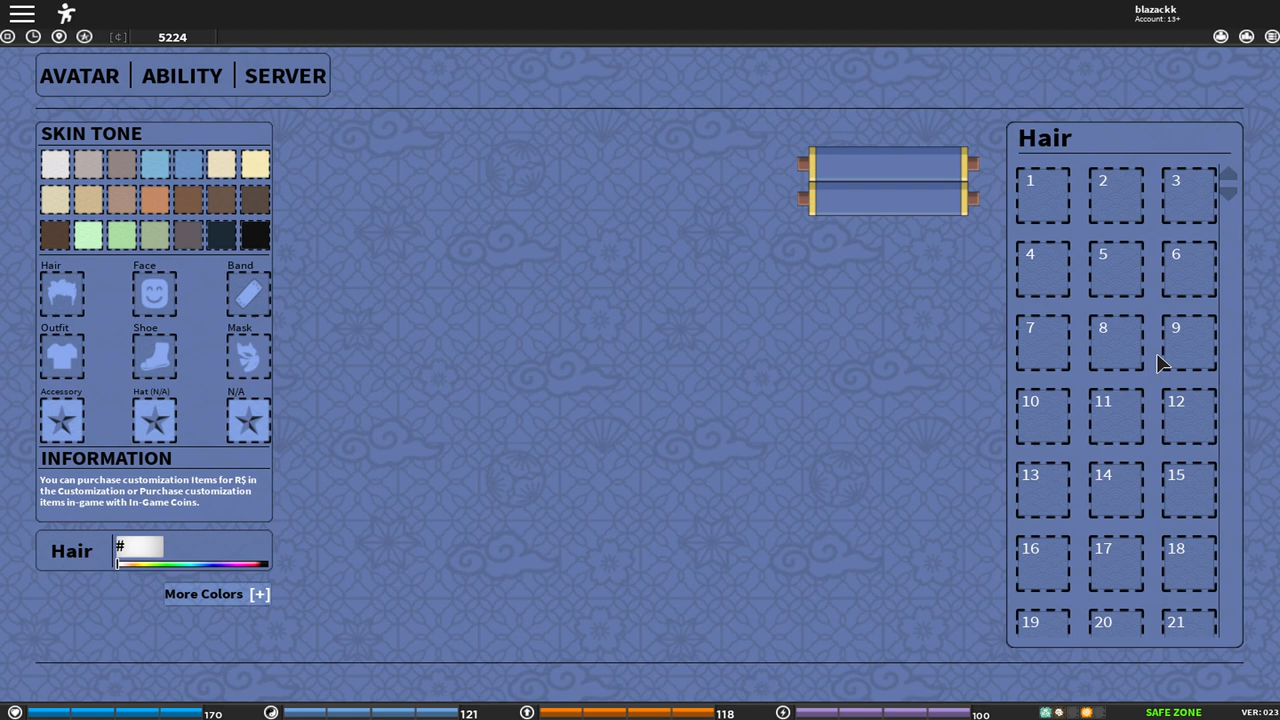 blazackk
Account: 13+
[¢] 5224
AVATAR | ABILITY | SERVER
SKIN TONE
Hair Face Band
Outfit Shoe Mask
Accessory Hat (N/A) N/A
INFORMATION
You can purchase customization Items for R$ in
the Customization or Purchase customization
items in-game with In-Game Coins.
Hair #
More Colors [+]
Hair
1 2 3
4 5 6
7 8 9
10 11 12
13 14 15
16 17 18
19 20 21
170 121 118 100 SAFE ZONE VER:023